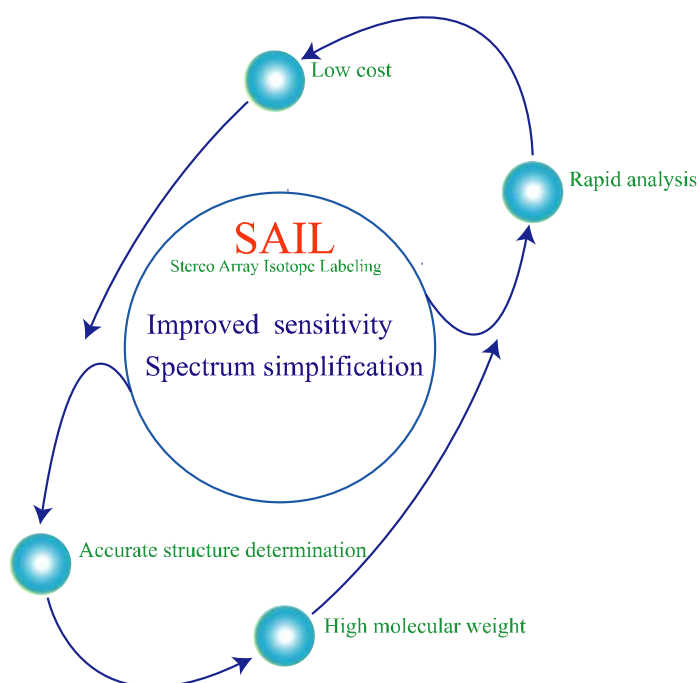 Low cost
Rapid analysis
SAIL
Stereo Array Isotope Labeling
Improved sensitivity
Spectrum simplification
Accurate structure determination
High molecular weight